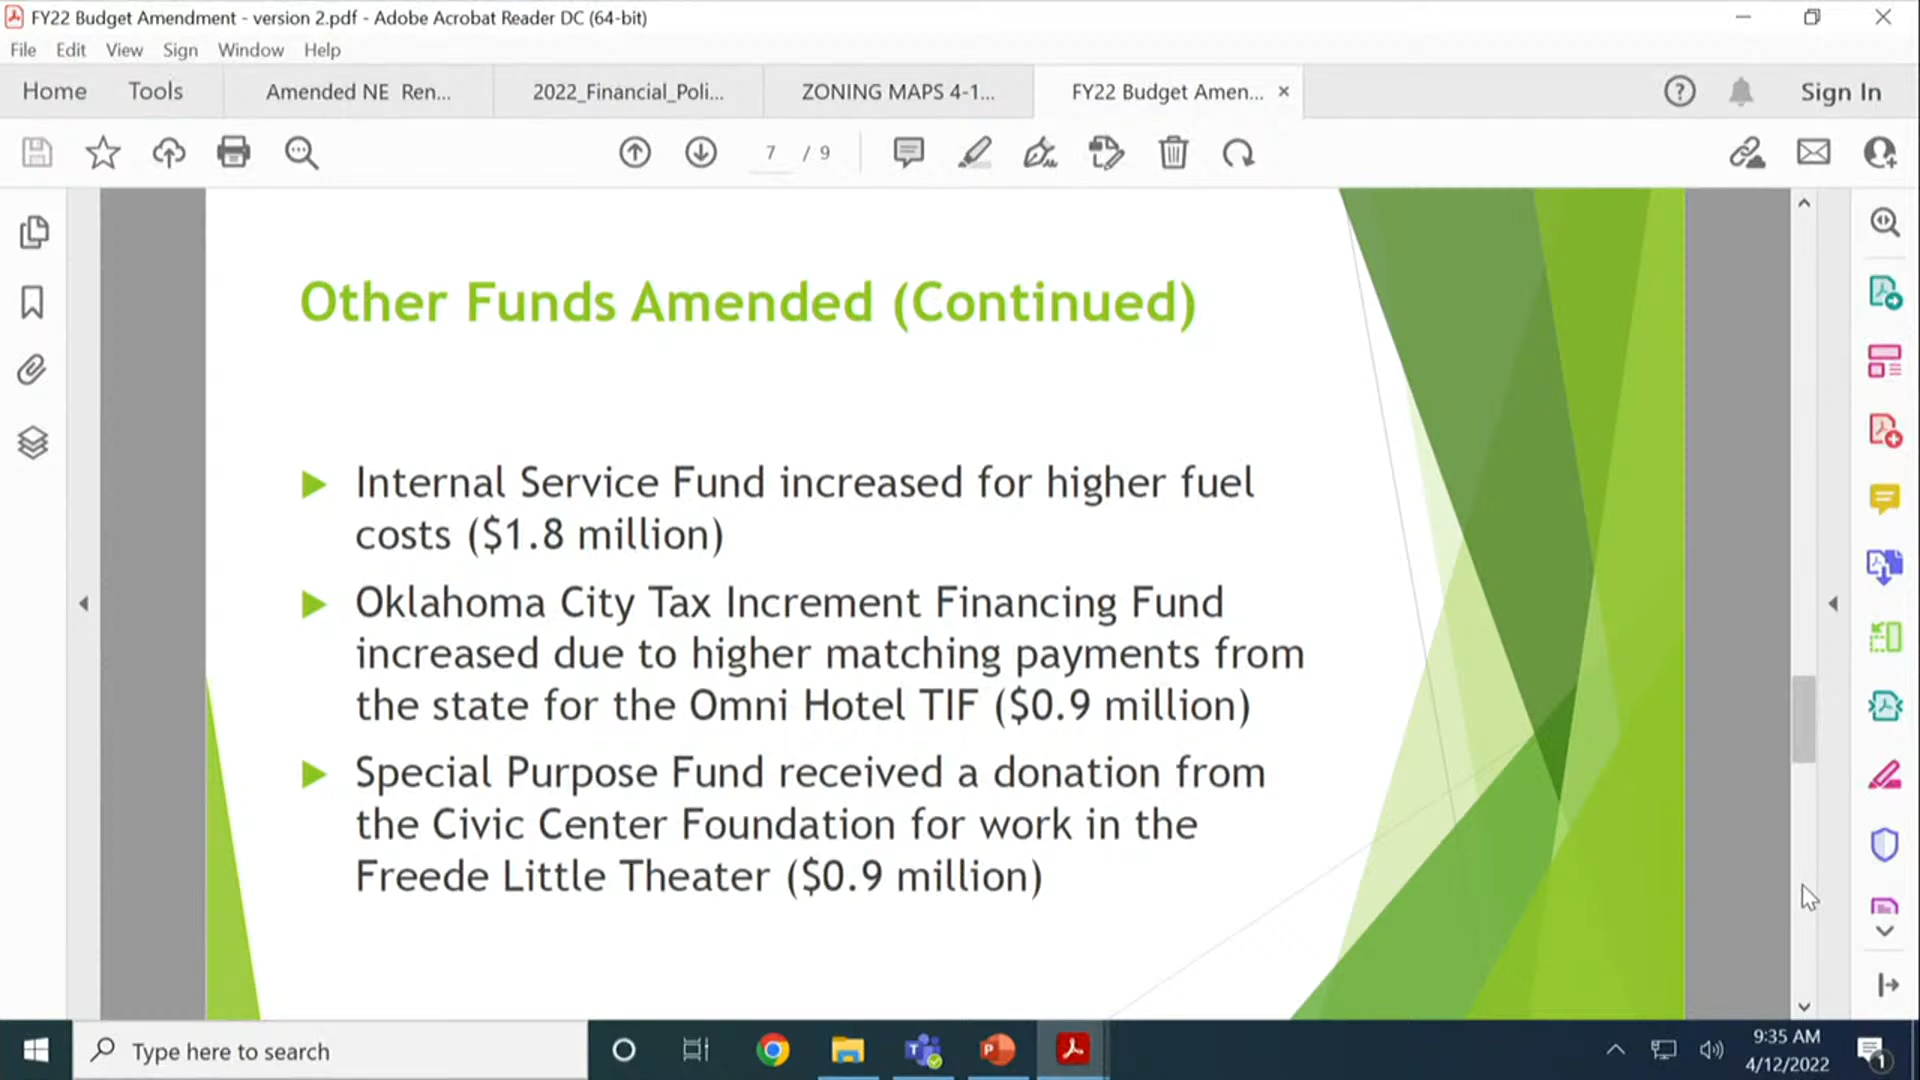 FY22 Budget Amendment - version 2.pdf - Adobe Acrobat Reader DC (64-bit)
File Edit View Sign Window Help
Home Tools Amended NE Ren... 2022_Financial_Poli... ZONING MAPS 4-1... FY22 Budget Amen... × ? Sign In
7 / 9
Other Funds Amended (Continued)
Internal Service Fund increased for higher fuel
costs ($1.8 million)
Oklahoma City Tax Increment Financing Fund
increased due to higher matching payments from
the state for the Omni Hotel TIF ($0.9 million)
Special Purpose Fund received a donation from
the Civic Center Foundation for work in the
Freede Little Theater ($0.9 million)
Type here to search
9:35 AM
4/12/2022
1